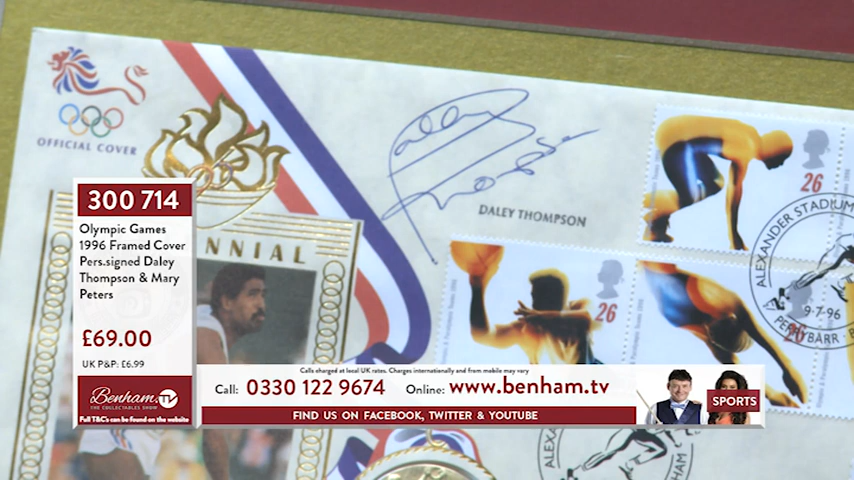 OFFICIAL COVER
DALEY THOMPSON
NNIAL
26
26
26
ALEXANDER STADIUM
9-7-96
PERRY BARR
300 714
Olympic Games
1996 Framed Cover
Pers.signed Daley
Thompson & Mary
Peters
£69.00
UK P&P: £6.99
Benham TV
THE COLLECTABLES SHOW
Full T&C's can be found on the website
Calls charged at local UK rates. Charges internationally and from mobile may vary
Call: 0330 122 9674 Online: www.benham.tv
FIND US ON FACEBOOK, TWITTER & YOUTUBE
SPORTS